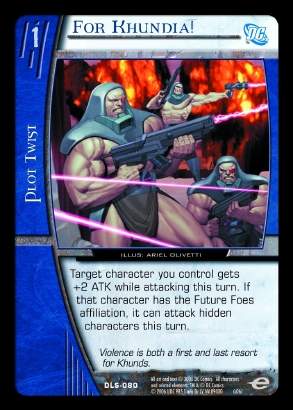 1
FOR KHUNDIA!
DC
PLOT TWIST
ILLUS: ARIEL OLIVETTI
Target character you control gets
+2 ATK while attacking this turn. If
that character has the Future Foes
affiliation, it can attack hidden
characters this turn.
Violence is both a first and last resort
for Khunds.
DLS-080